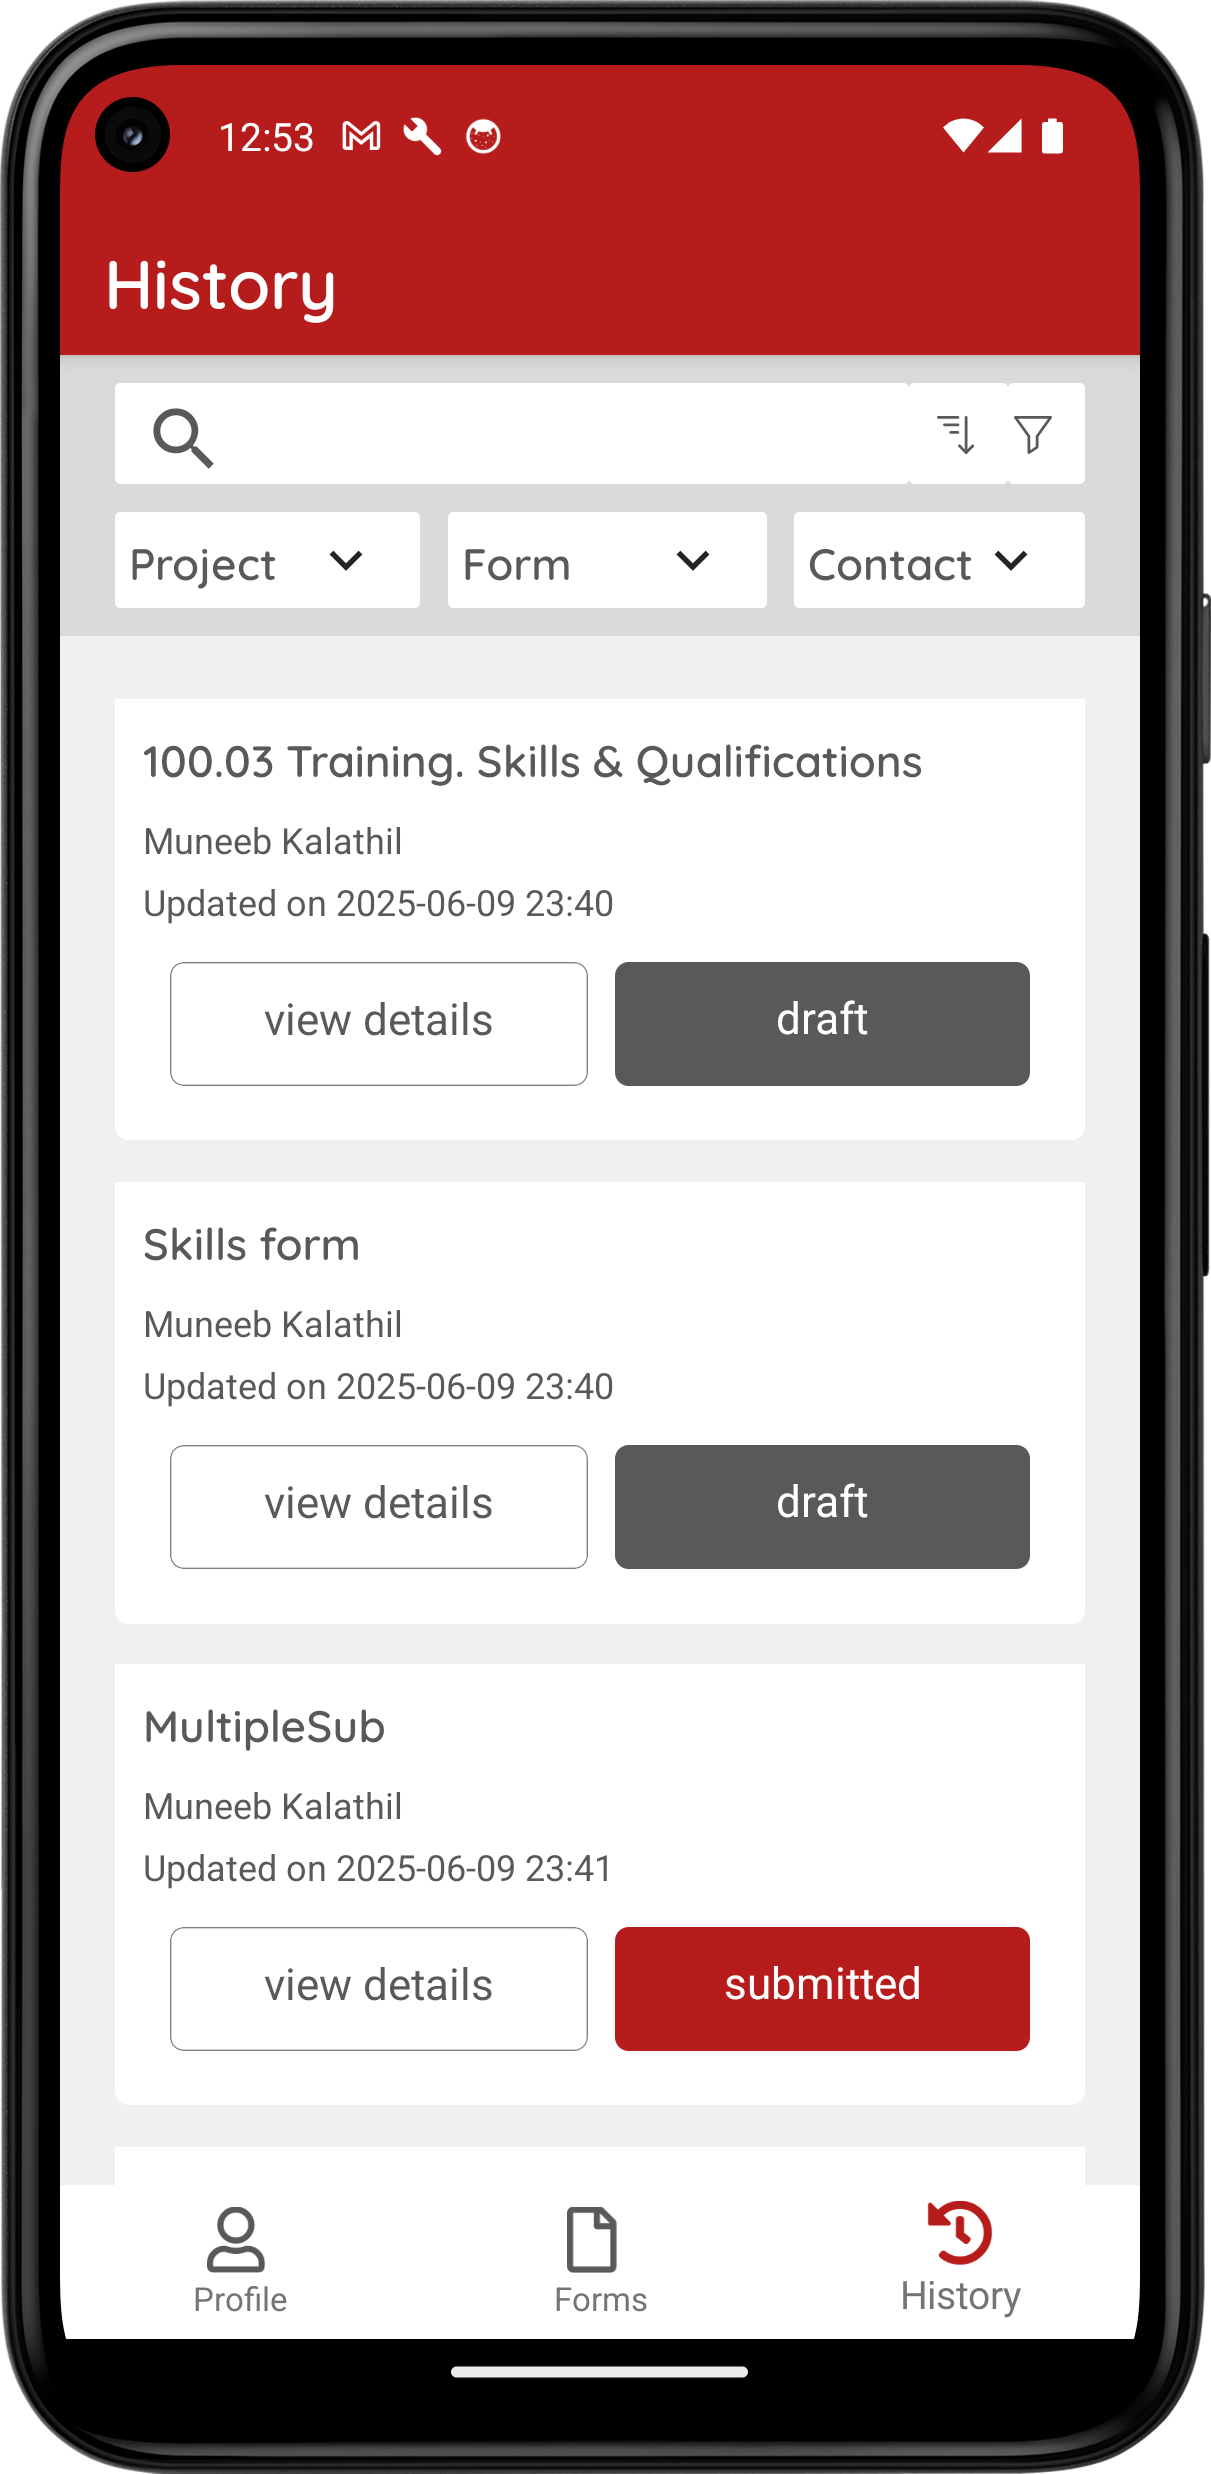 12:53
History
Project Form Contact
100.03 Training. Skills & Qualifications
Muneeb Kalathil
Updated on 2025-06-09 23:40
view details draft
Skills form
Muneeb Kalathil
Updated on 2025-06-09 23:40
view details draft
MultipleSub
Muneeb Kalathil
Updated on 2025-06-09 23:41
view details submitted
Profile Forms History